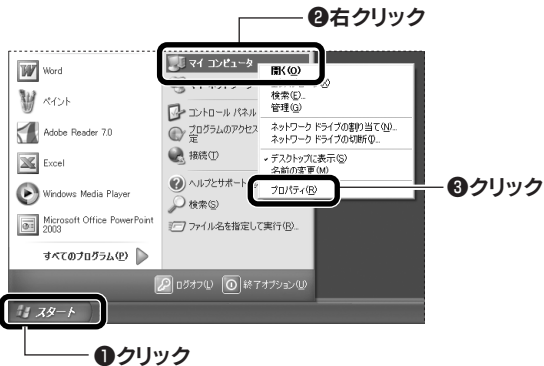 ❷右クリック
Word
ペイント
Adobe Reader 7.0
Excel
Windows Media Player
Microsoft Office PowerPoint
2003
すべてのプログラム(P)
マイ コンピュータ
コントロール パネル
プログラムのアクセス
定
接続(T)
ヘルプとサポート
検索(S)
ファイル名を指定して実行(R)...
開く(O)
検索(E)...
管理(G)
ネットワーク ドライブの割り当て(N)...
ネットワーク ドライブの切断(I)...
デスクトップに表示(S)
名前の変更(M)
プロパティ(R)
❸クリック
ログオフ(L)
終了オプション(U)
スタート
❶クリック